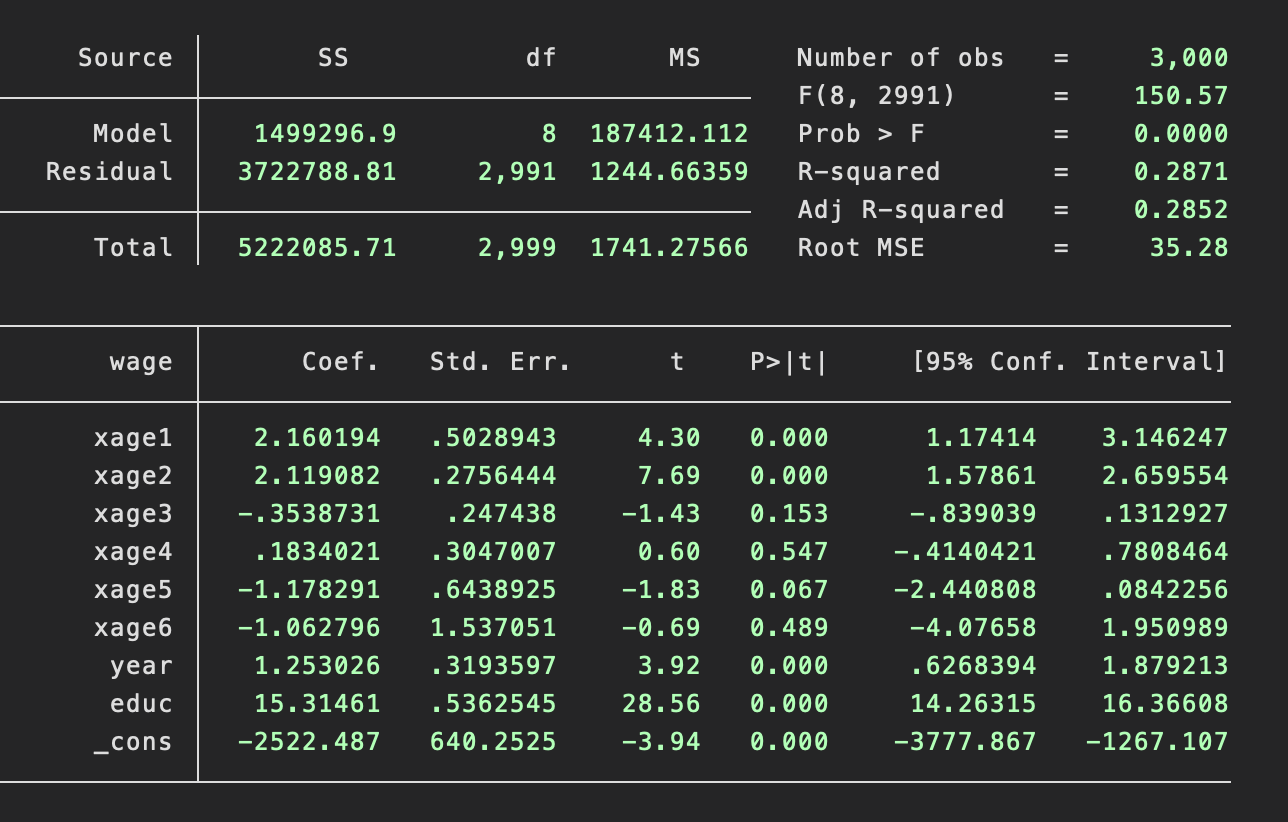 Source SS df MS Number of obs = 3,000
F(8, 2991) = 150.57
Model 1499296.9 8 187412.112 Prob > F = 0.0000
Residual 3722788.81 2,991 1244.66359 R-squared = 0.2871
Adj R-squared = 0.2852
Total 5222085.71 2,999 1741.27566 Root MSE = 35.28
wage Coef. Std. Err. t P>|t| [95% Conf. Interval]
xage1 2.160194 .5028943 4.30 0.000 1.17414 3.146247
xage2 2.119082 .2756444 7.69 0.000 1.57861 2.659554
xage3 -.3538731 .247438 -1.43 0.153 -.839039 .1312927
xage4 .1834021 .3047007 0.60 0.547 -.4140421 .7808464
xage5 -1.178291 .6438925 -1.83 0.067 -2.440808 .0842256
xage6 -1.062796 1.537051 -0.69 0.489 -4.07658 1.950989
year 1.253026 .3193597 3.92 0.000 .6268394 1.879213
educ 15.31461 .5362545 28.56 0.000 14.26315 16.36608
_cons -2522.487 640.2525 -3.94 0.000 -3777.867 -1267.107